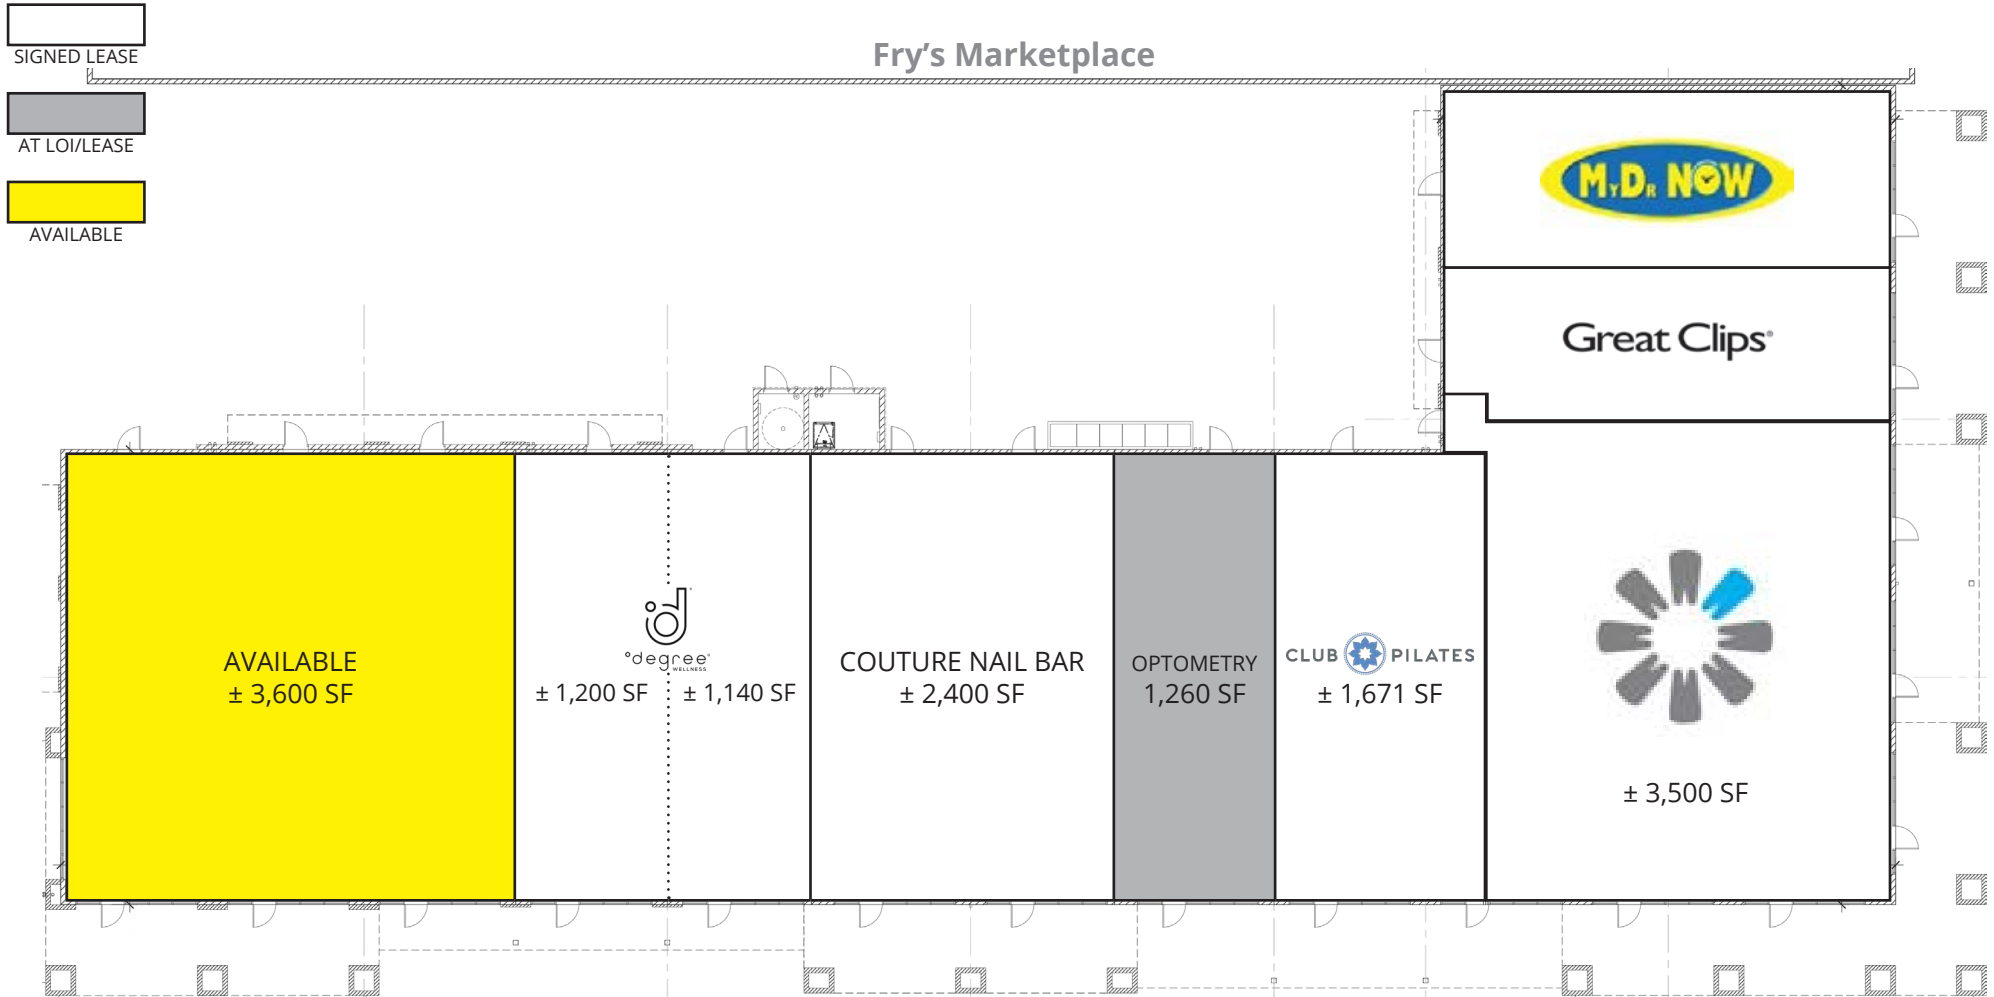 SIGNED LEASE
AT LOI/LEASE
AVAILABLE
Fry's Marketplace
MYDR NOW
Great Clips®
AVAILABLE
± 3,600 SF
°degree°
WELLNESS
± 1,200 SF
± 1,140 SF
COUTURE NAIL BAR
± 2,400 SF
OPTOMETRY
1,260 SF
CLUB PILATES
± 1,671 SF
± 3,500 SF